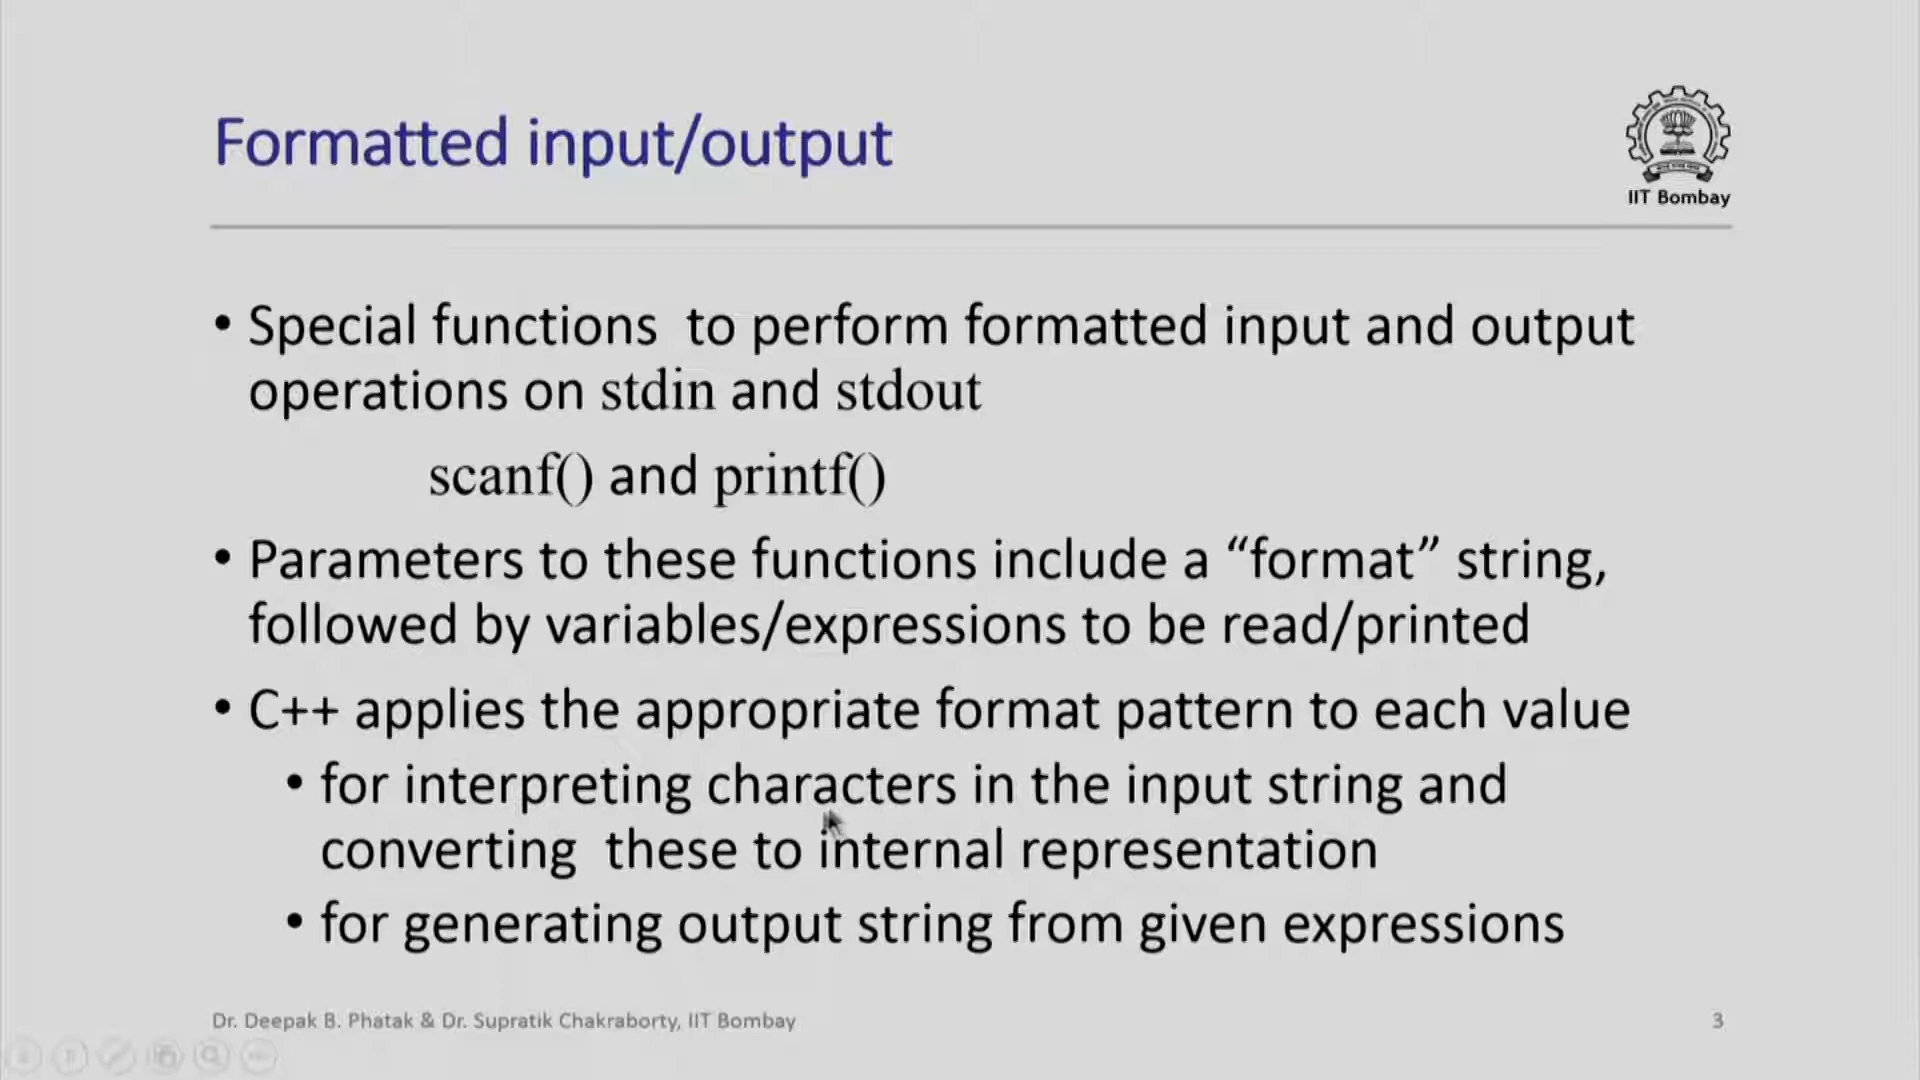 Formatted input/output
IIT Bombay
• Special functions to perform formatted input and output
operations on stdin and stdout
scanf() and printf()
• Parameters to these functions include a “format” string,
followed by variables/expressions to be read/printed
• C++ applies the appropriate format pattern to each value
• for interpreting characters in the input string and
converting these to internal representation
• for generating output string from given expressions
Dr. Deepak B. Phatak & Dr. Supratik Chakraborty, IIT Bombay
3